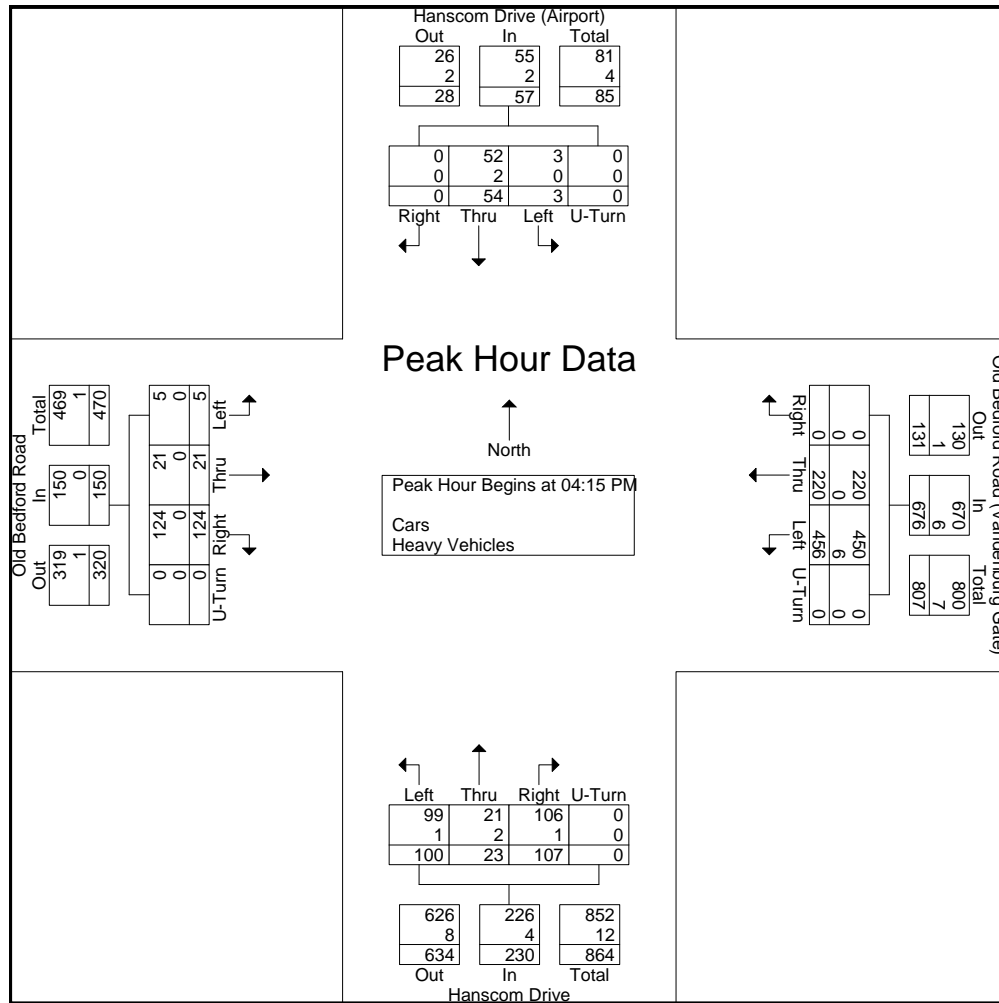 Hanscom Drive (Airport)
Out In Total
26 55 81
2 2 4
28 57 85
0 52 3 0
0 2 0 0
0 54 3 0
Right Thru Left U-Turn
Peak Hour Data
North
Peak Hour Begins at 04:15 PM
Cars
Heavy Vehicles
Old Bedford Road
Out In Total
319 150 469
1 0 1
320 150 470
U-Turn Right Thru Left
0 124 21 5
0 0 0 0
0 124 21 5
Old Bedford Road (Vandenburg Gate)
Out In Total
130 670 800
1 6 7
131 676 807
0 220 450 0
0 0 6 0
0 220 456 0
Right Thru Left U-Turn
Left Thru Right U-Turn
99 21 106 0
1 2 1 0
100 23 107 0
626 226 852
8 4 12
634 230 864
Out In Total
Hanscom Drive